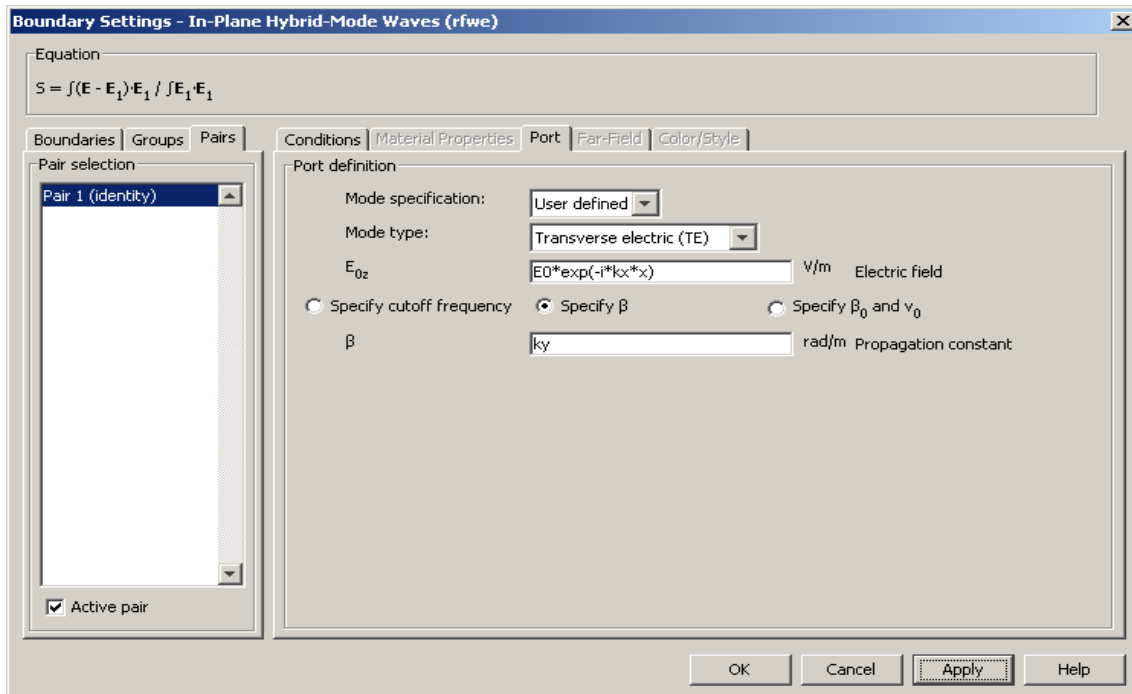 Boundary Settings - In-Plane Hybrid-Mode Waves (rfwe)
Equation
S = ∫(E - E₁)·E₁ / ∫E₁·E₁
Boundaries Groups Pairs
Pair selection
Pair 1 (identity)
Active pair
Conditions Material Properties Port Far-Field Color/Style
Port definition
Mode specification: User defined
Mode type: Transverse electric (TE)
E₀z E0*exp(-i*kx*x) V/m Electric field
Specify cutoff frequency Specify β Specify β₀ and ν₀
β ky rad/m Propagation constant
OK Cancel Apply Help